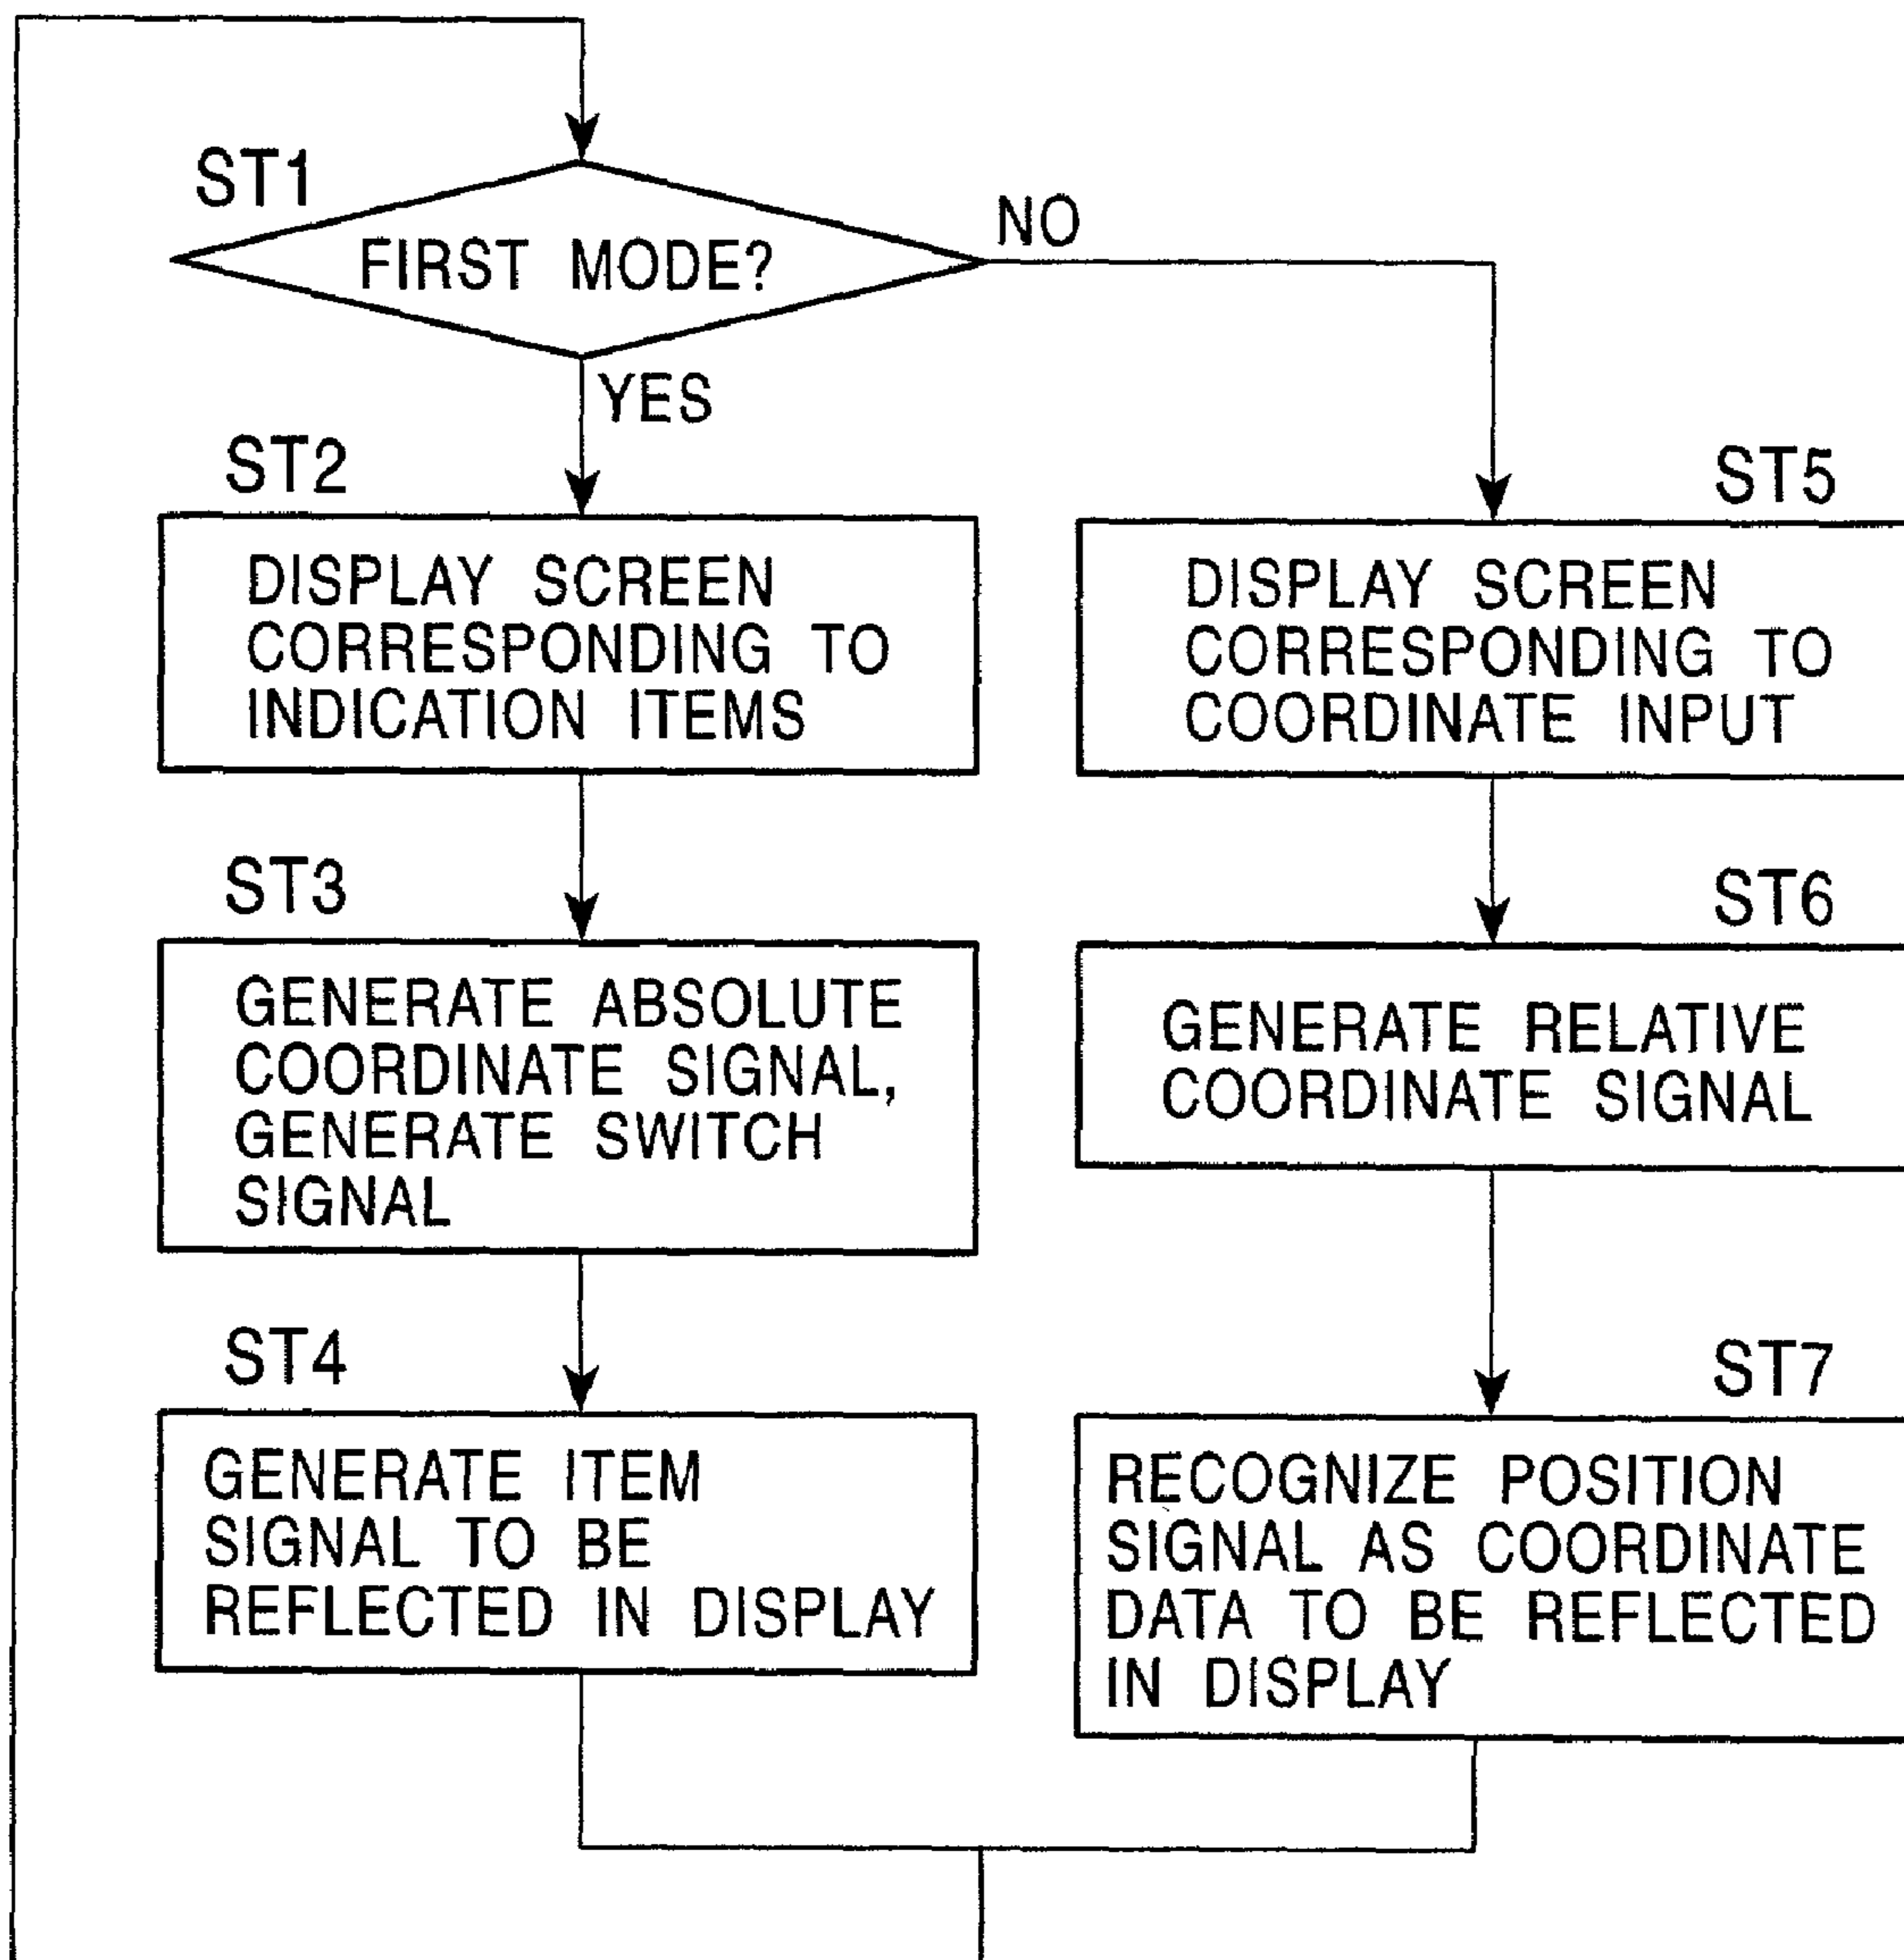 ST1
FIRST MODE?
NO
YES
ST2
DISPLAY SCREEN
CORRESPONDING TO
INDICATION ITEMS
ST3
GENERATE ABSOLUTE
COORDINATE SIGNAL,
GENERATE SWITCH
SIGNAL
ST4
GENERATE ITEM
SIGNAL TO BE
REFLECTED IN DISPLAY
ST5
DISPLAY SCREEN
CORRESPONDING TO
COORDINATE INPUT
ST6
GENERATE RELATIVE
COORDINATE SIGNAL
ST7
RECOGNIZE POSITION
SIGNAL AS COORDINATE
DATA TO BE REFLECTED
IN DISPLAY